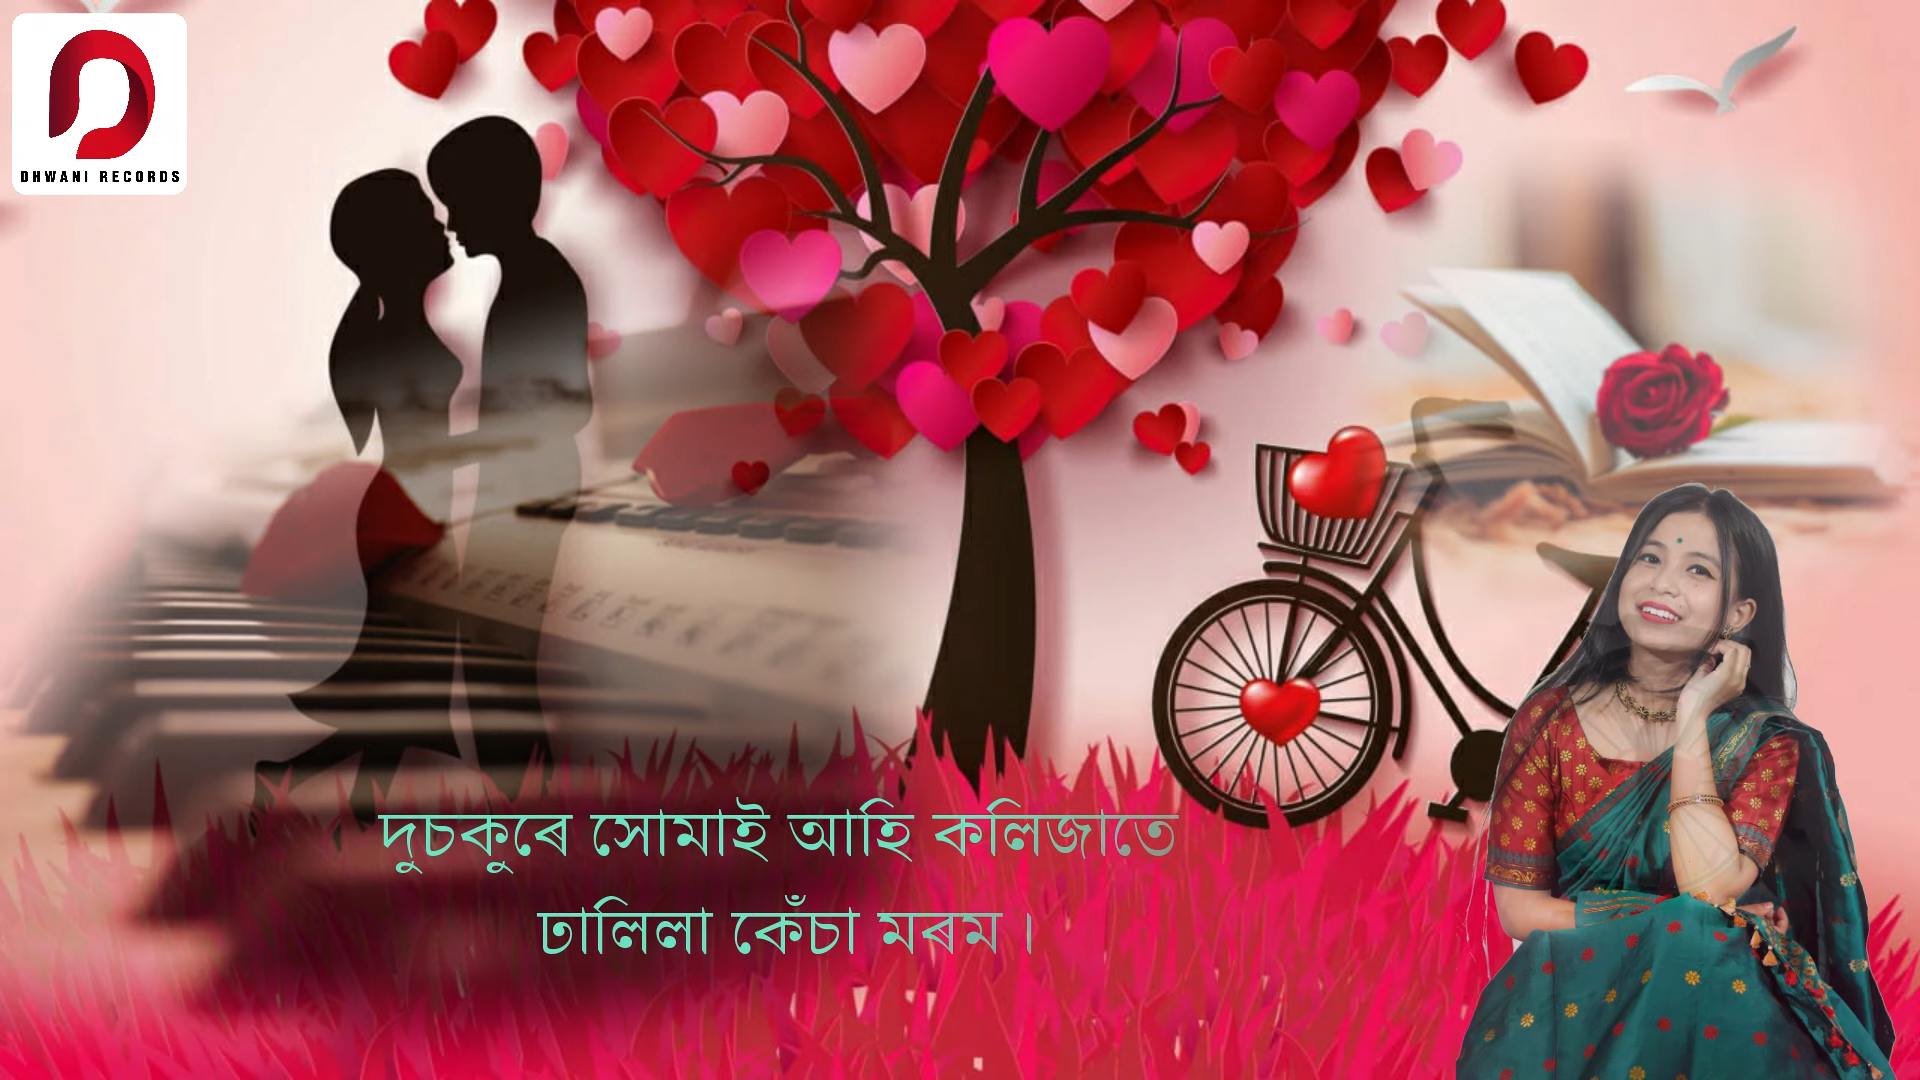 DHWANI RECORDS
দুচকুৰে সোমাই আহি কলিজাতে
ঢালিলা কেঁচা মৰম ।